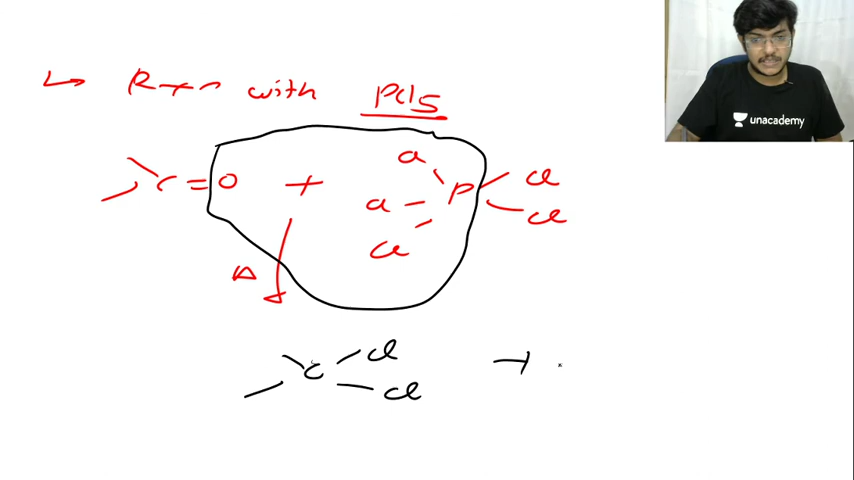 ↳ Rxn with PCl5
C=O + Cl Cl Cl P Cl Cl
Δ
C Cl Cl +
unacademy